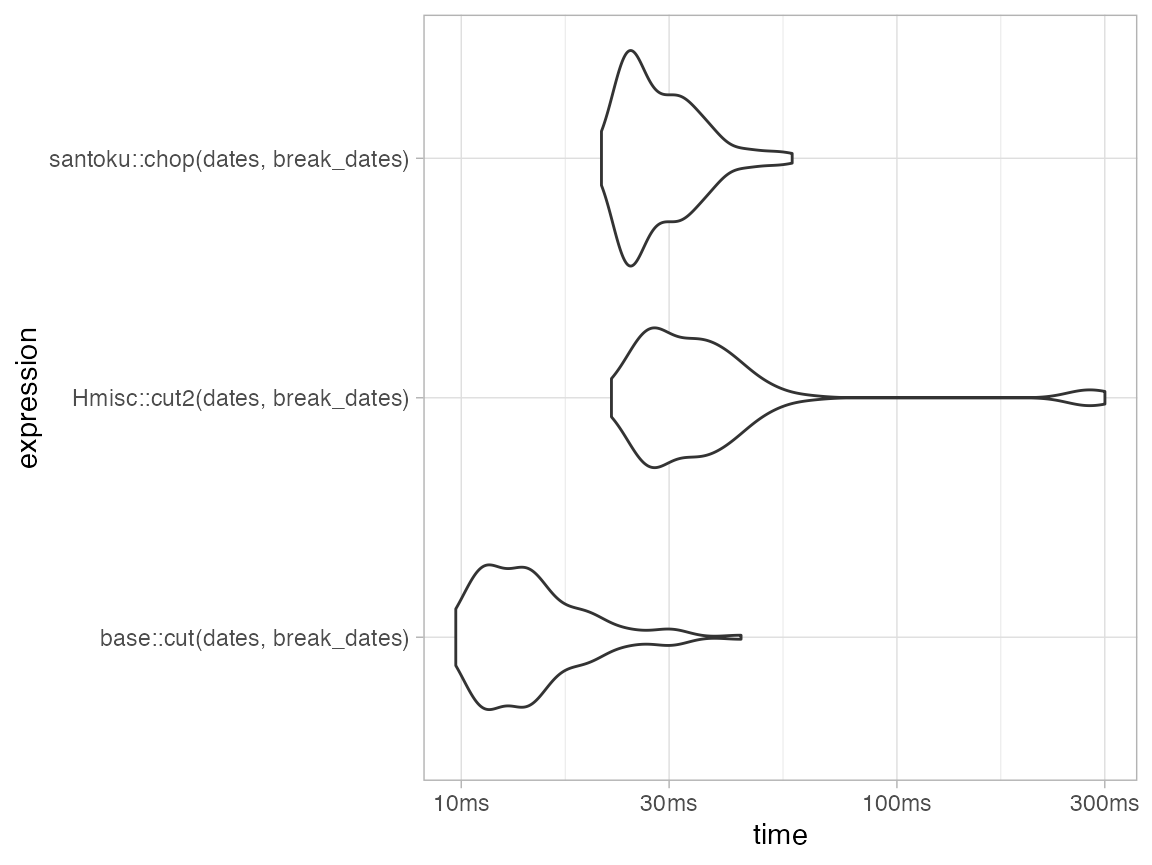 expression
santoku::chop(dates, break_dates)
Hmisc::cut2(dates, break_dates)
base::cut(dates, break_dates)
10ms 30ms 100ms 300ms
time